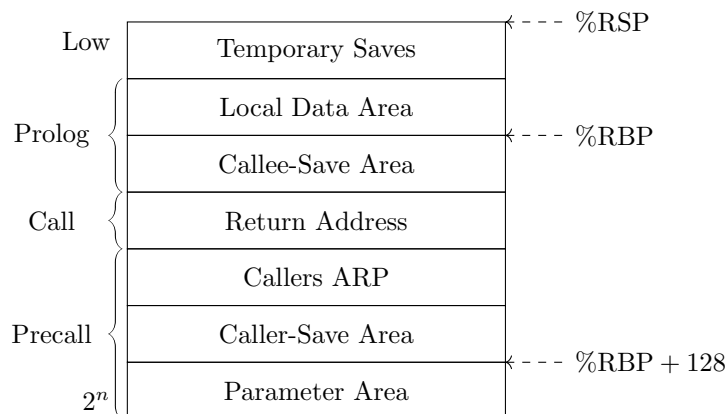 %RSP
Low
Temporary Saves
Local Data Area
Prolog
%RBP
Callee-Save Area
Call
Return Address
Callers ARP
Precall
Caller-Save Area
%RBP + 128
Parameter Area
2ⁿ